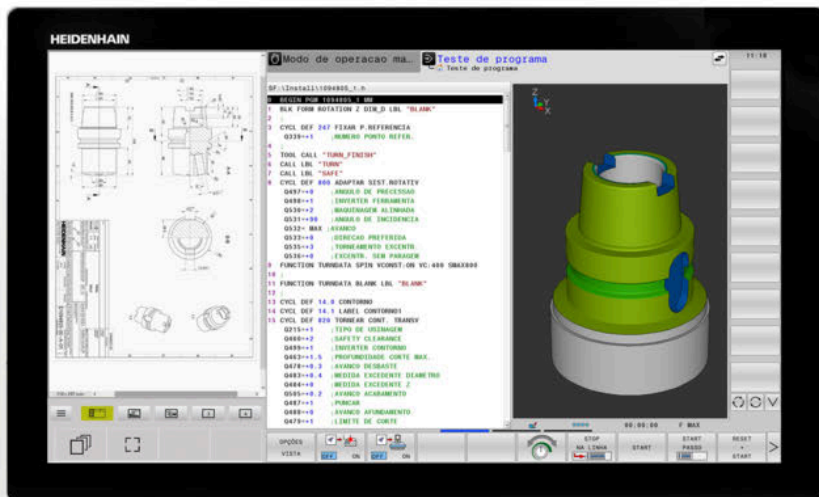 HEIDENHAIN
Modo de operacao ma…
Teste de programa
Teste de programa
SF:\Install\1094805_1.h
0 BEGIN PGM 1094805_1 MM
1 BLK FORM ROTATION Z DIM_D LBL "BLANK"
2 ;
3 CYCL DEF 247 FIXAR P.REFERENCIA
Q339=+1 ;NUMERO PONTO REFER.
4 ;
5 TOOL CALL "TURN_FINISH"
6 CALL LBL "TURN"
7 CALL LBL "SAFE"
8 CYCL DEF 800 ADAPTAR SIST.ROTATIV
Q497=+0 ;ANGULO DE PRECESSAO
Q498=+1 ;INVERTER FERRAMENTA
Q530=+2 ;MAQUINAGEM ALINHADA
Q531=+90 ;ANGULO DE INCIDENCIA
Q532= MAX ;AVANCO
Q533=+0 ;DIRECAO PREFERIDA
Q535=+3 ;TORNEAMENTO EXCENTR.
Q536=+0 ;EXCENTR. SEM PARAGEM
9 FUNCTION TURNDATA SPIN VCONST:ON VC:400 SMAX800
10 ;
11 FUNCTION TURNDATA BLANK LBL "BLANK"
12 ;
13 CYCL DEF 14.0 CONTORNO
14 CYCL DEF 14.1 LABEL CONTORNO1
15 CYCL DEF 820 TORNEAR CONT. TRANSV
Q215=+1 ;TIPO DE USINAGEM
Q460=+2 ;SAFETY CLEARANCE
Q499=+1 ;INVERTER CONTORNO
Q463=+1.5 ;PROFUNDIDADE CORTE MAX.
Q478=+0.3 ;AVANCO DESBASTE
Q483=+0.4 ;MEDIDA EXCEDENTE DIAMETRO
Q484=+0 ;MEDIDA EXCEDENTE Z
Q505=+0.2 ;AVANCO ACABAMENTO
Q487=+1 ;PUNCAR
Q488=+0 ;AVANCO AFUNDAMENTO
Q479=+1 ;LIMITE DE CORTE
Z
Y
X
00:00:00 F MAX
OPÇÕES
VISTA
OFF ON
OFF ON
STOP
NA LINHA
START
START
PASSO
RESET
+
START
HEIDENHAIN